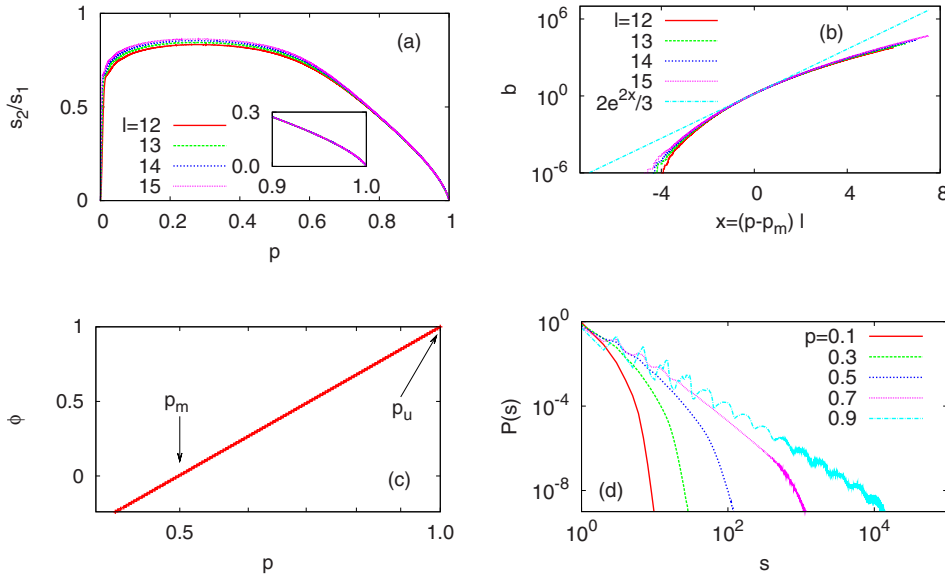 s2/s1
1
0.5
0
(a)
l=12
13
14
15
0.3
0.0
0.9 1.0
0 0.2 0.4 0.6 0.8 1
p
b
10^6
10^0
10^-6
l=12
13
14
15
2e^{2x}/3
(b)
-4 0 4 8
x=(p-p_m) l
ϕ
1
0.5
0
p_m
p_u
(c)
0.5 1.0
p
P(s)
10^0
10^-4
10^-8
p=0.1
0.3
0.5
0.7
0.9
(d)
10^0 10^2 10^4
s